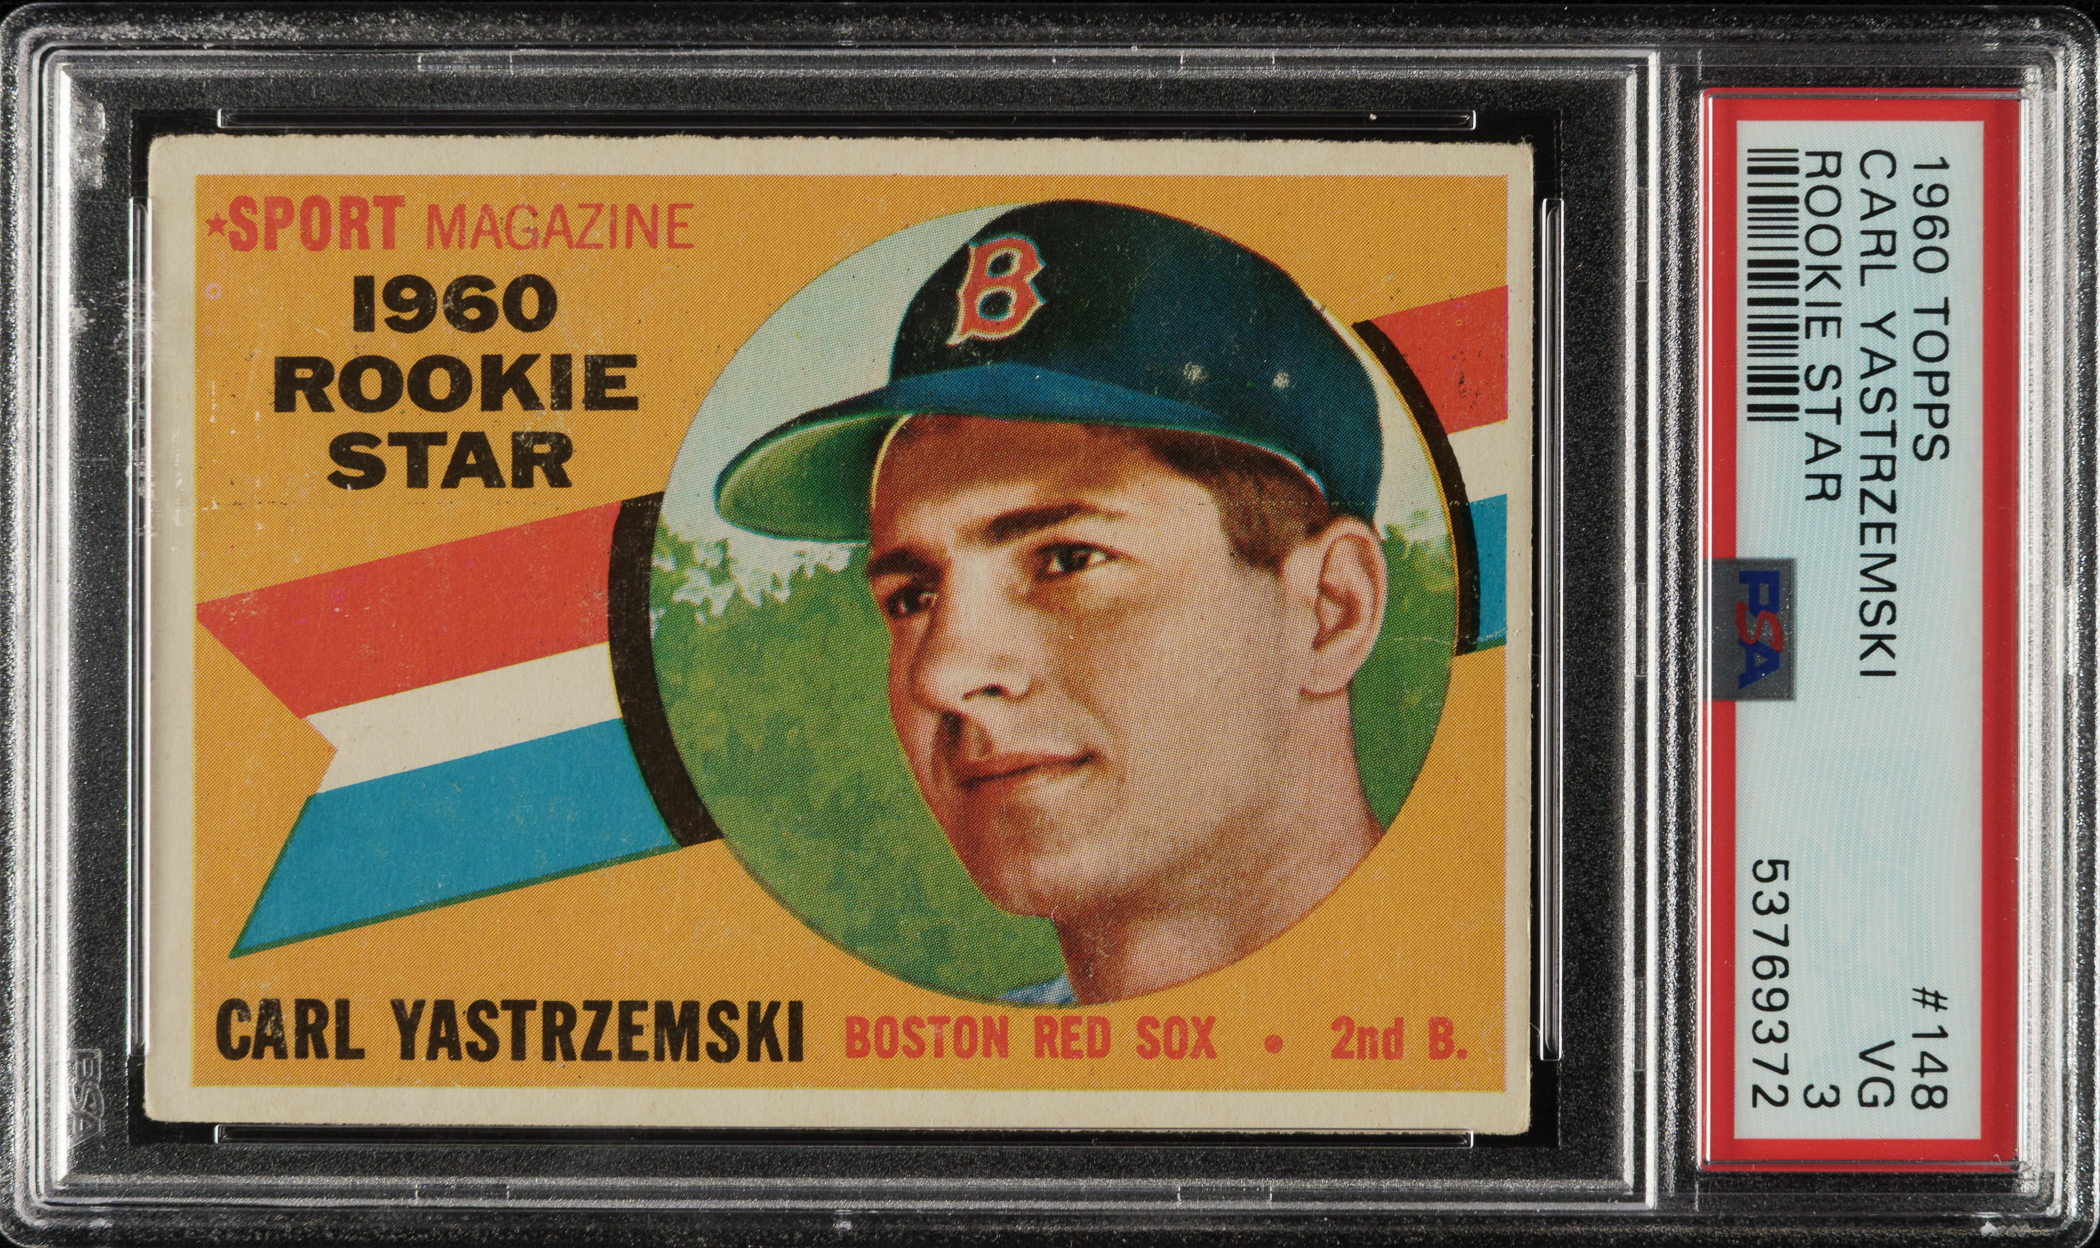 ★SPORT MAGAZINE
1960
ROOKIE
STAR
B
CARL YASTRZEMSKI
BOSTON RED SOX • 2nd B.
1960 TOPPS #148
CARL YASTRZEMSKI VG
ROOKIE STAR 3
53769372
PSA
PSA